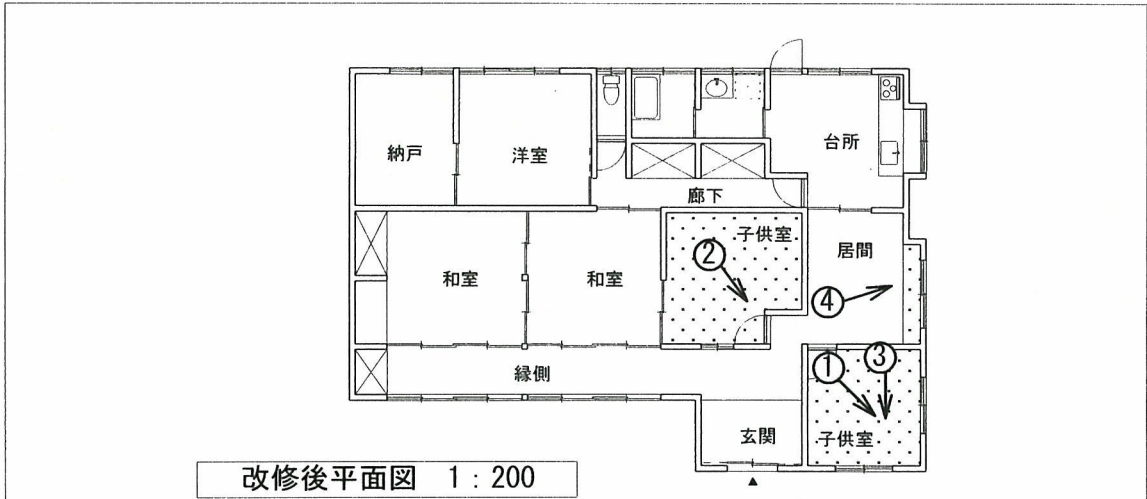 納戸
洋室
台所
廊下
子供室
居間
②
和室
和室
④
①
③
縁側
玄関
子供室
改修後平面図 1：200